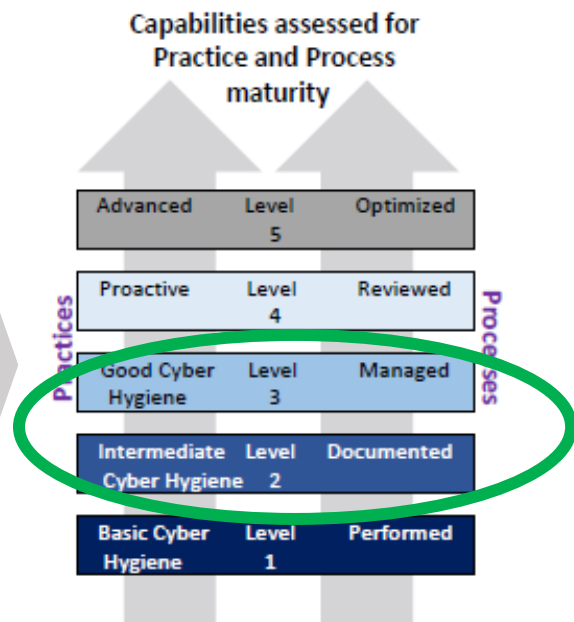 Capabilities assessed for
Practice and Process
maturity
Advanced Level Optimized
5
Proactive Level Reviewed
4
Practices
Processes
Good Cyber Level Managed
Hygiene 3
Intermediate Level Documented
Cyber Hygiene 2
Basic Cyber Level Performed
Hygiene 1